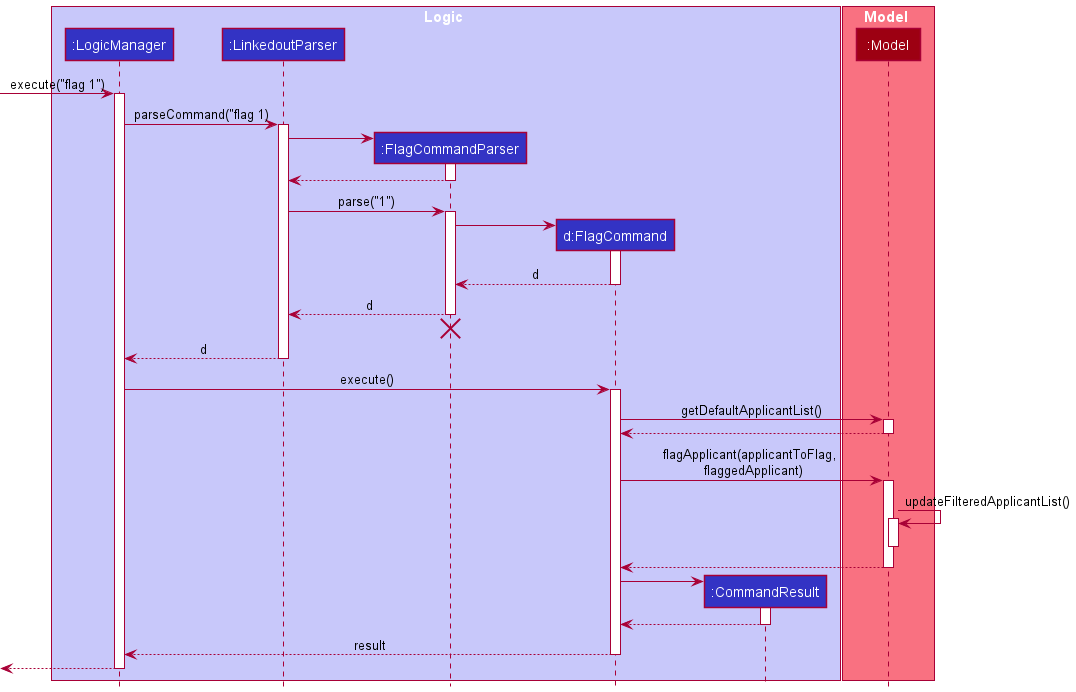 Logic
Model
:LogicManager
:LinkedoutParser
:Model
execute("flag 1")
parseCommand("flag 1)
:FlagCommandParser
parse("1")
d:FlagCommand
d
d
d
execute()
getDefaultApplicantList()
flagApplicant(applicantToFlag,
flaggedApplicant)
updateFilteredApplicantList()
:CommandResult
result